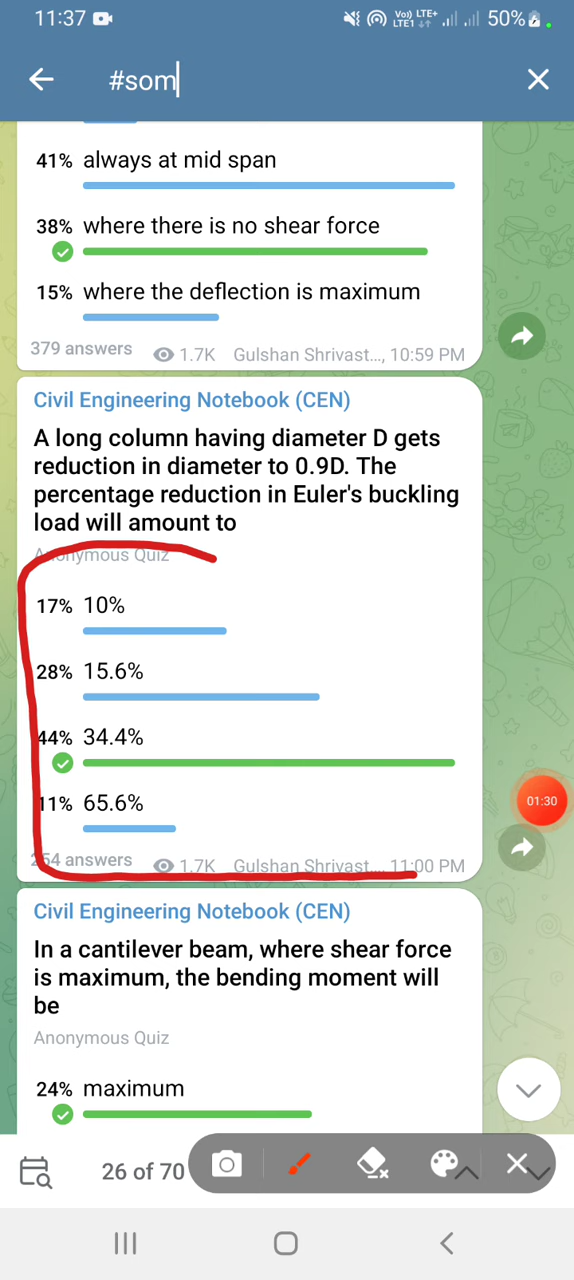 11:37 Vo) LTE+ LTE1 50%
#som
41% always at mid span
38% where there is no shear force
15% where the deflection is maximum
379 answers 1.7K Gulshan Shrivast..., 10:59 PM
Civil Engineering Notebook (CEN)
A long column having diameter D gets
reduction in diameter to 0.9D. The
percentage reduction in Euler's buckling
load will amount to
Anonymous Quiz
17% 10%
28% 15.6%
44% 34.4%
11% 65.6%
254 answers 1.7K Gulshan Shrivast..., 11:00 PM
01:30
Civil Engineering Notebook (CEN)
In a cantilever beam, where shear force
is maximum, the bending moment will
be
Anonymous Quiz
24% maximum
26 of 70